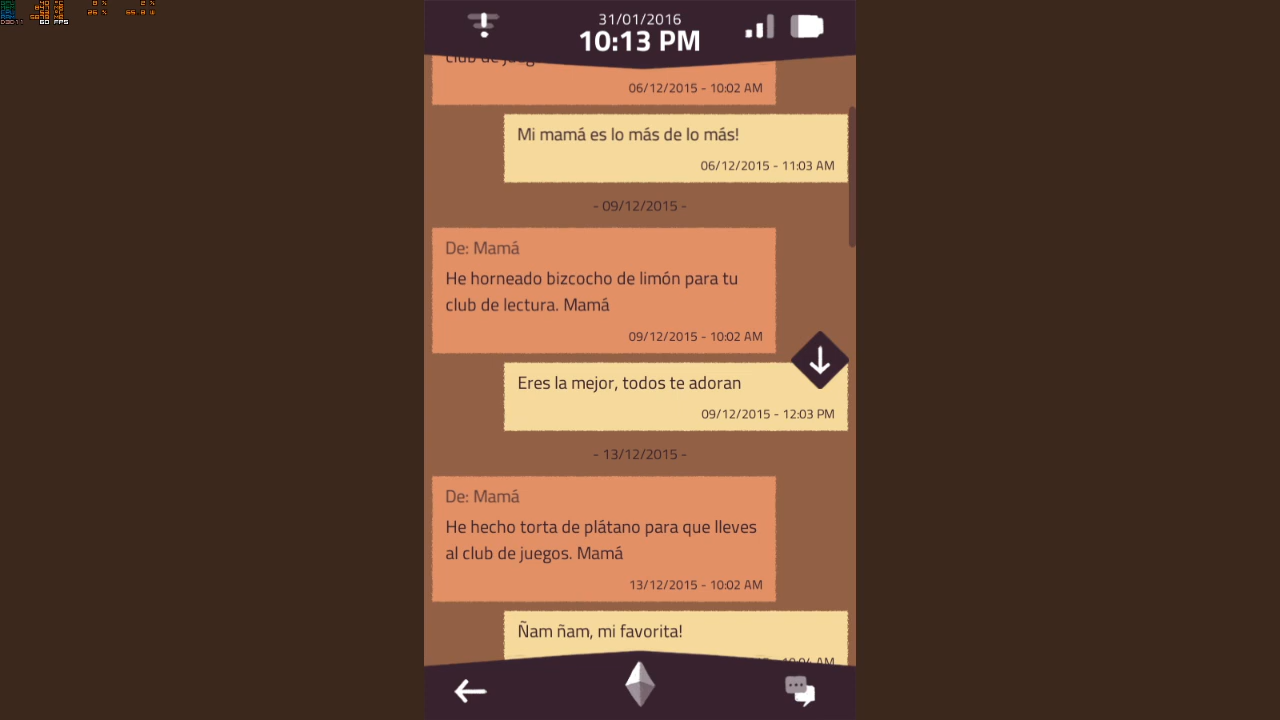 31/01/2016
10:13 PM
club de jueg
06/12/2015 - 10:02 AM
Mi mamá es lo más de lo más!
06/12/2015 - 11:03 AM
- 09/12/2015 -
De: Mamá
He horneado bizcocho de limón para tu
club de lectura. Mamá
09/12/2015 - 10:02 AM
Eres la mejor, todos te adoran
09/12/2015 - 12:03 PM
- 13/12/2015 -
De: Mamá
He hecho torta de plátano para que lleves
al club de juegos. Mamá
13/12/2015 - 10:02 AM
Ñam ñam, mi favorita!